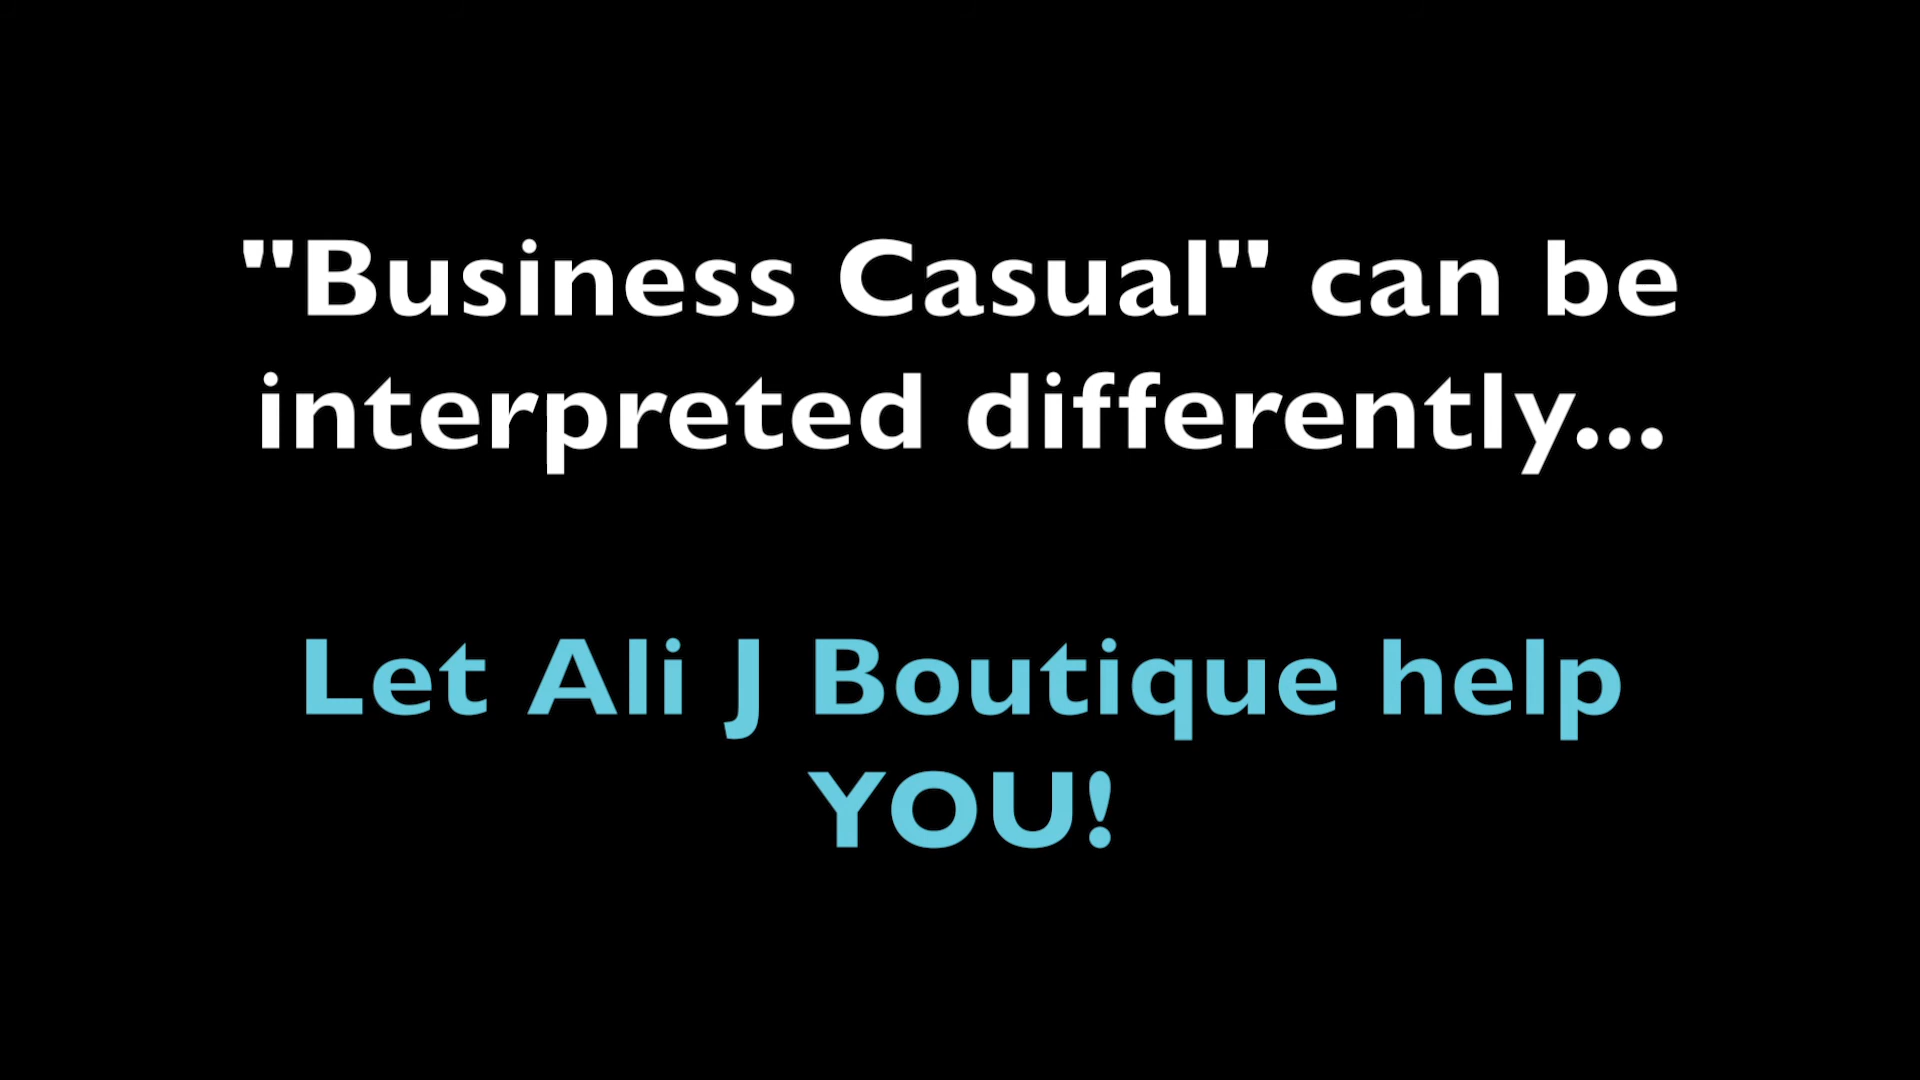 "Business Casual" can be
interpreted differently...
Let Ali J Boutique help
YOU!